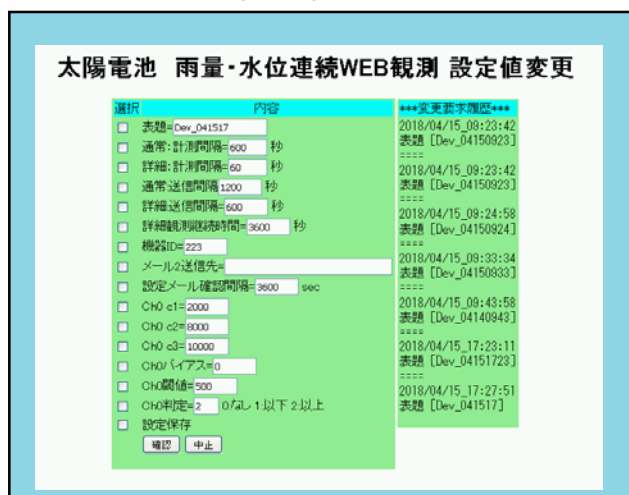 太陽電池 雨量・水位連続WEB観測 設定値変更
選択 内容
表題=Dev_041517
通常:計測間隔=600 秒
詳細:計測間隔=60 秒
通常:送信間隔1200 秒
詳細:送信間隔=600 秒
詳細観測継続時間=3600 秒
機器ID=223
メール2送信先=
設定メール確認間隔=3600 sec
Ch0 c1=2000
Ch0 c2=8000
Ch0 c3=10000
Ch0バイアス=0
Ch0閾値=500
Ch0判定=2 0:なし 1:以下 2:以上
設定保存
確認 中止
***変更要求履歴***
2018/04/15_09:23:42
表題 [Dev_04150923]
====
2018/04/15_09:23:42
表題 [Dev_04150923]
====
2018/04/15_09:24:58
表題 [Dev_04150924]
====
2018/04/15_09:33:34
表題 [Dev_04150933]
====
2018/04/15_09:43:58
表題 [Dev_04140943]
====
2018/04/15_17:23:11
表題 [Dev_04151723]
====
2018/04/15_17:27:51
表題 [Dev_041517]